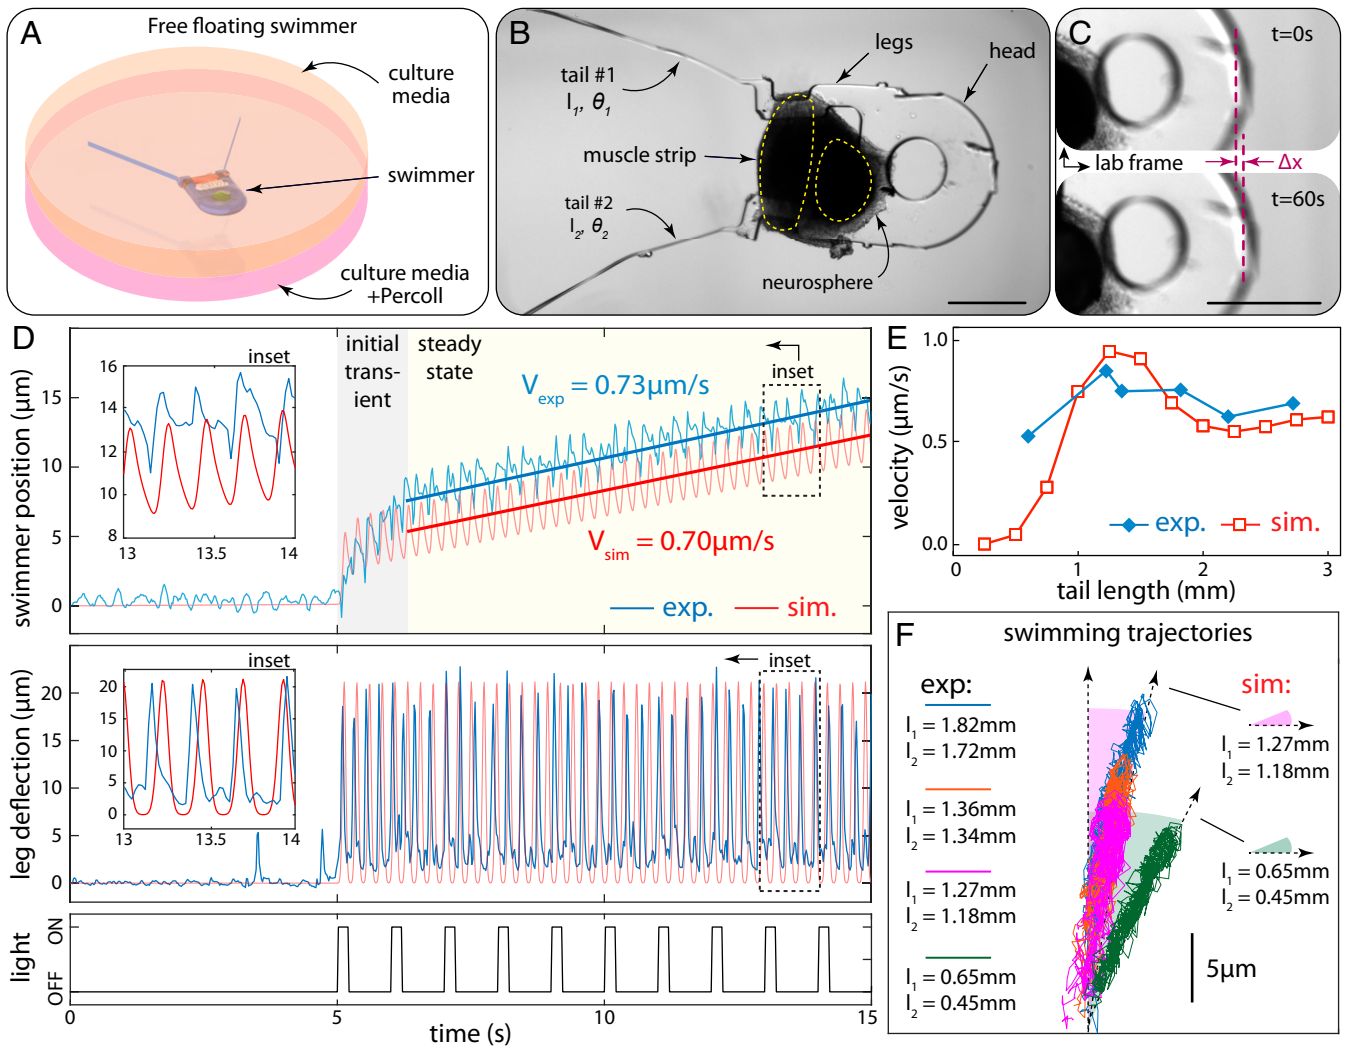 A
Free floating swimmer
culture
media
swimmer
culture media
+Percoll
B
tail #1
l₁, θ₁
legs
head
muscle strip
tail #2
l₂, θ₂
neurosphere
C
t=0s
lab frame
Δx
t=60s
D
swimmer position (μm)
15
10
5
0
inset
16
14
12
10
8
13
13.5
14
initial
trans-
ient
steady
state
inset
V_exp = 0.73μm/s
V_sim = 0.70μm/s
exp.
sim.
leg deflection (μm)
20
15
10
5
0
inset
20
15
10
5
0
13
13.5
14
inset
light
ON
OFF
0
5
10
15
time (s)
E
velocity (μm/s)
1.0
0.5
0.0
exp.
sim.
0
1
2
3
tail length (mm)
F
swimming trajectories
exp:
l₁ = 1.82mm
l₂ = 1.72mm
l₁ = 1.36mm
l₂ = 1.34mm
l₁ = 1.27mm
l₂ = 1.18mm
l₁ = 0.65mm
l₂ = 0.45mm
sim:
l₁ = 1.27mm
l₂ = 1.18mm
l₁ = 0.65mm
l₂ = 0.45mm
5μm